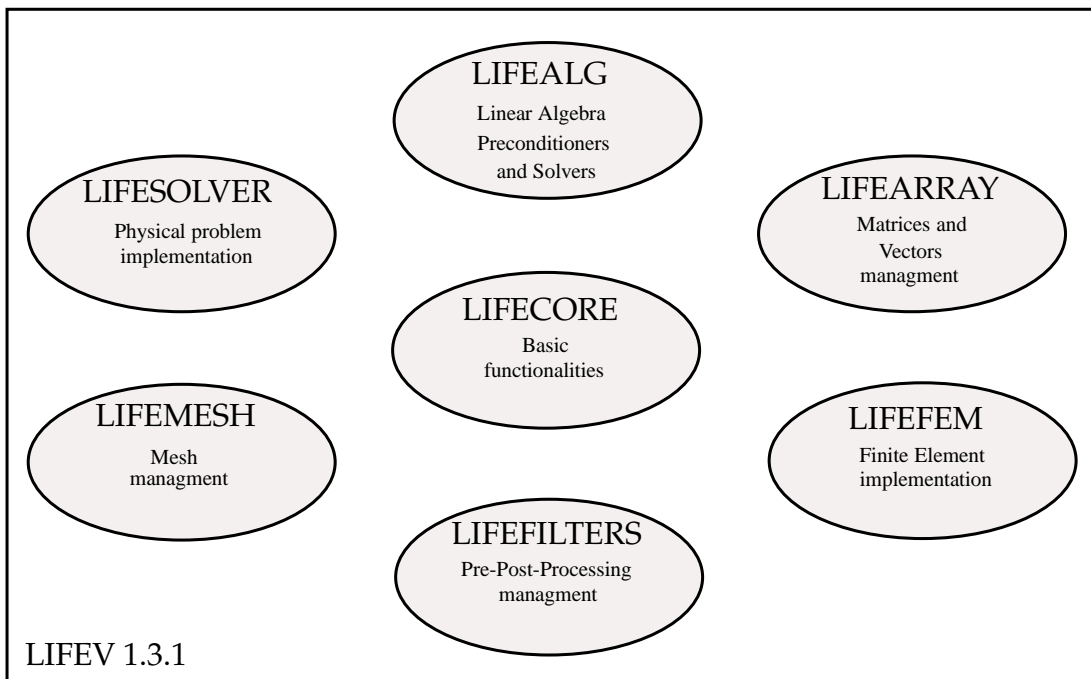 LIFEALG
Linear Algebra
Preconditioners
and Solvers
LIFESOLVER
Physical problem
implementation
LIFEARRAY
Matrices and
Vectors
managment
LIFECORE
Basic
functionalities
LIFEMESH
Mesh
managment
LIFEFEM
Finite Element
implementation
LIFEFILTERS
Pre-Post-Processing
managment
LIFEV 1.3.1